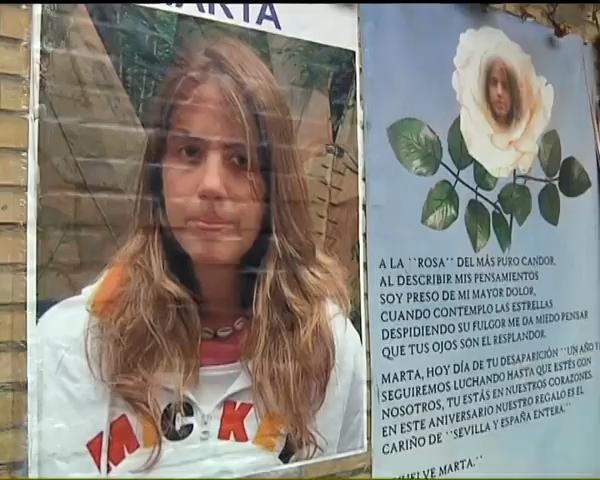 MARTA
MICKE
A LA ``ROSA`` DEL MÁS PURO CANDOR,
AL DESCRIBIR MIS PENSAMIENTOS
SOY PRESO DE MI MAYOR DOLOR,
CUANDO CONTEMPLO LAS ESTRELLAS
DESPIDIENDO SU FULGOR ME DA MIEDO PENSAR
QUE TUS OJOS SON EL RESPLANDOR.
MARTA, HOY DÍA DE TU DESAPARICIÓN ``UN AÑO Y
SEGUIREMOS LUCHANDO HASTA QUE ESTÉS CON
NOSOTROS, TU ESTÁS EN NUESTROS CORAZONES.
EN ESTE ANIVERSARIO NUESTRO REGALO ES EL
CARIÑO DE ``SEVILLA Y ESPAÑA ENTERA.``
VUELVE MARTA.``